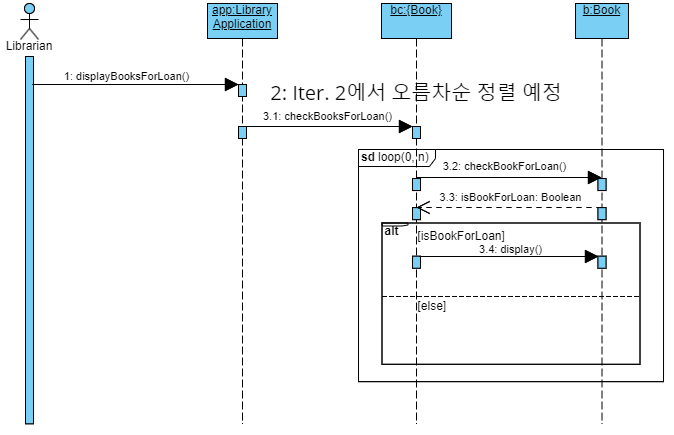 app:Library
Application
bc:{Book}
b:Book
Librarian
1: displayBooksForLoan()
2: Iter. 2에서 오름차순 정렬 예정
3.1: checkBooksForLoan()
sd loop(0, n)
3.2: checkBookForLoan()
3.3: isBookForLoan: Boolean
alt
[isBookForLoan]
3.4: display()
[else]